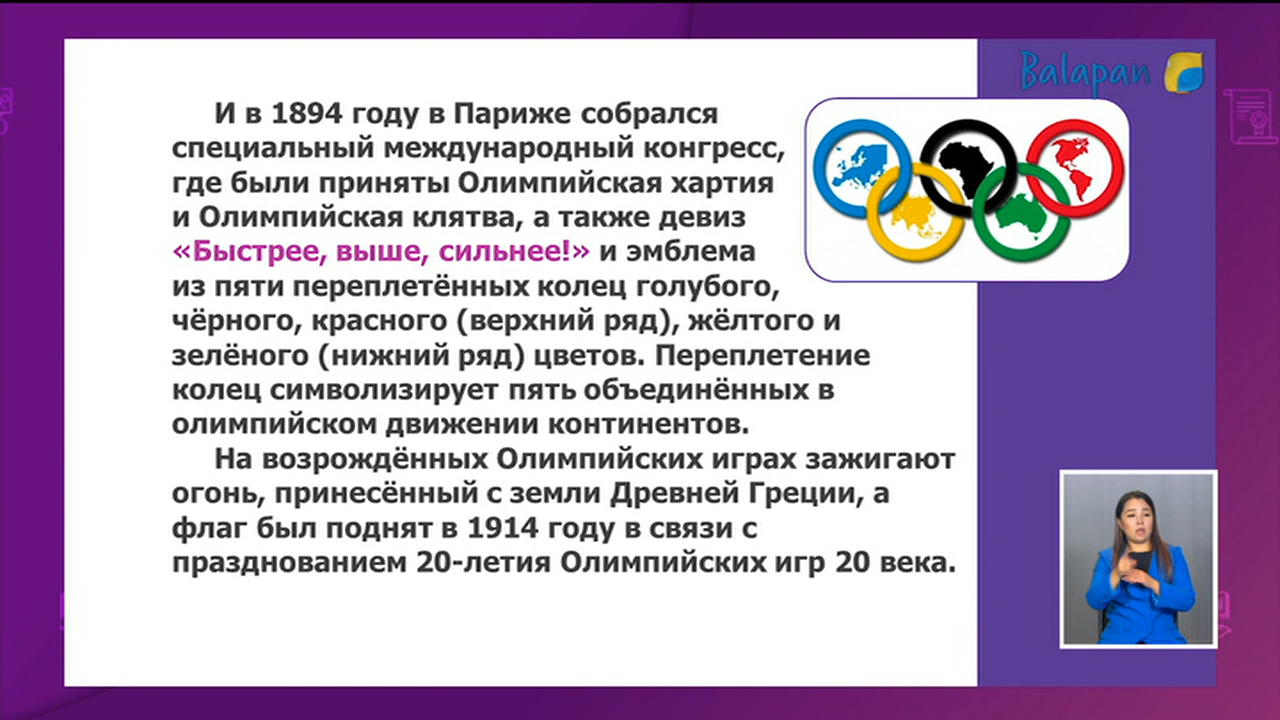 Balapan
И в 1894 году в Париже собрался
специальный международный конгресс,
где были приняты Олимпийская хартия
и Олимпийская клятва, а также девиз
«Быстрее, выше, сильнее!» и эмблема
из пяти переплетённых колец голубого,
чёрного, красного (верхний ряд), жёлтого и
зелёного (нижний ряд) цветов. Переплетение
колец символизирует пять объединённых в
олимпийском движении континентов.
На возрождённых Олимпийских играх зажигают
огонь, принесённый с земли Древней Греции, а
флаг был поднят в 1914 году в связи с
празднованием 20-летия Олимпийских игр 20 века.